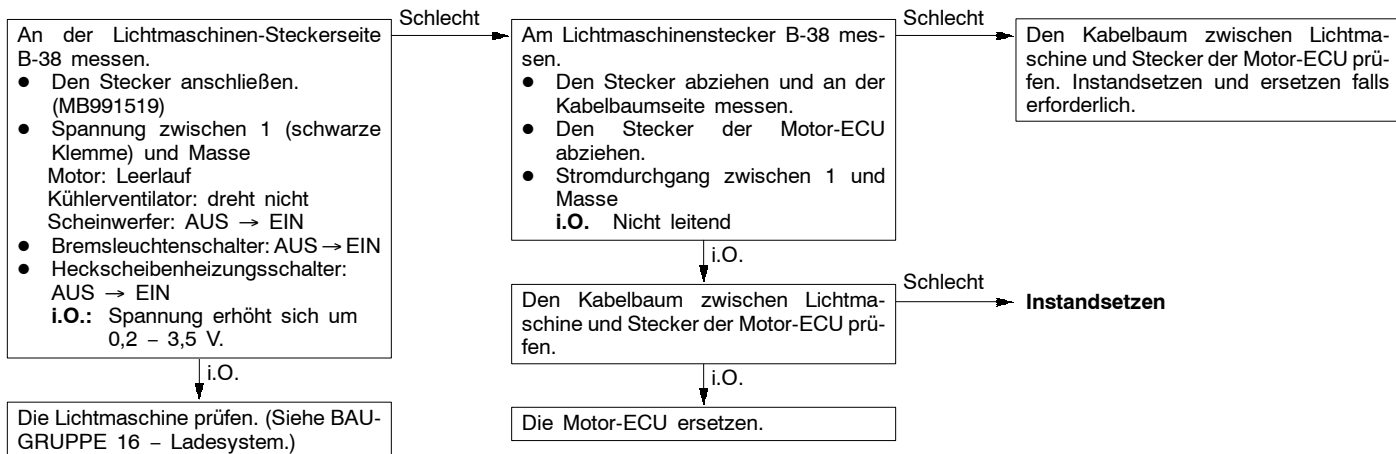 An der Lichtmaschinen-Steckerseite
B-38 messen.
● Den Stecker anschließen.
(MB991519)
● Spannung zwischen 1 (schwarze
Klemme) und Masse
Motor: Leerlauf
Kühlerventilator: dreht nicht
Scheinwerfer: AUS → EIN
● Bremsleuchtenschalter: AUS → EIN
● Heckscheibenheizungsschalter:
AUS → EIN
i.O.: Spannung erhöht sich um
0,2 – 3,5 V.
i.O.
Die Lichtmaschine prüfen. (Siehe BAU-
GRUPPE 16 – Ladesystem.)
Schlecht
Am Lichtmaschinenstecker B-38 mes-
sen.
● Den Stecker abziehen und an der
Kabelbaumseite messen.
● Den Stecker der Motor-ECU
abziehen.
● Stromdurchgang zwischen 1 und
Masse
i.O. Nicht leitend
i.O.
Den Kabelbaum zwischen Lichtma-
schine und Stecker der Motor-ECU prü-
fen.
i.O.
Die Motor-ECU ersetzen.
Schlecht
Den Kabelbaum zwischen Lichtma-
schine und Stecker der Motor-ECU prü-
fen. Instandsetzen und ersetzen falls
erforderlich.
Schlecht
Instandsetzen